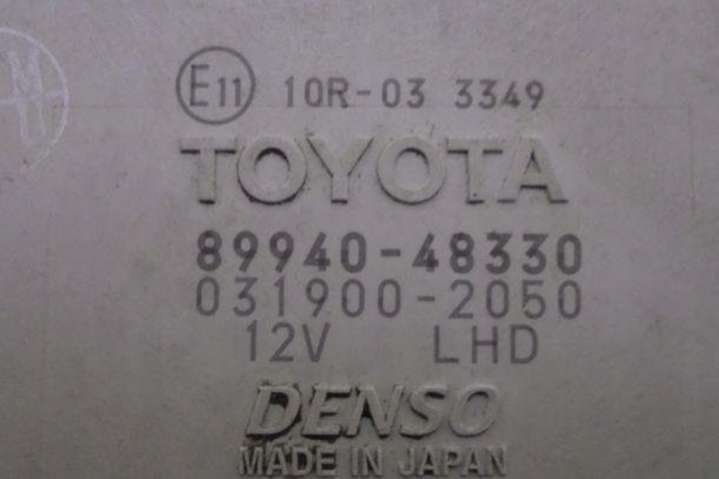 E11 10R-03 3349
TOYOTA
89940-48330
031900-2050
12V LHD
DENSO
MADE IN JAPAN